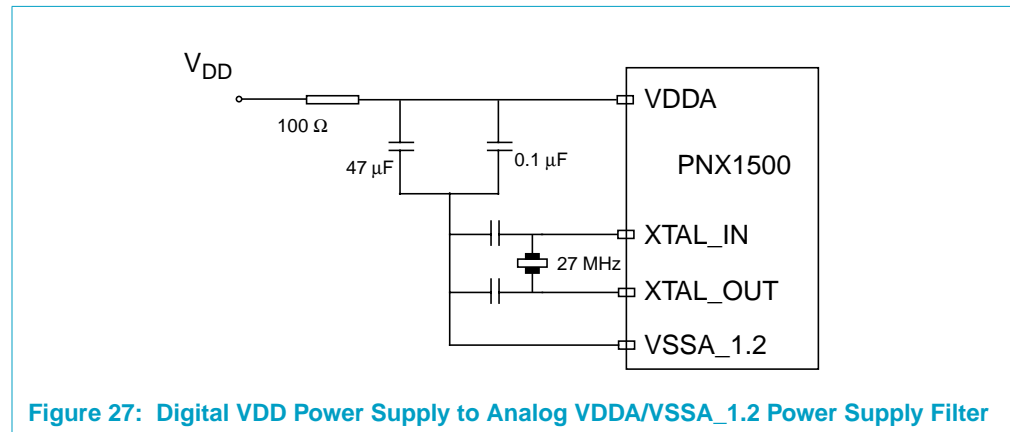 VDD
100 Ω
47 μF
0.1 μF
VDDA
PNX1500
XTAL_IN
27 MHz
XTAL_OUT
VSSA_1.2
Figure 27: Digital VDD Power Supply to Analog VDDA/VSSA_1.2 Power Supply Filter